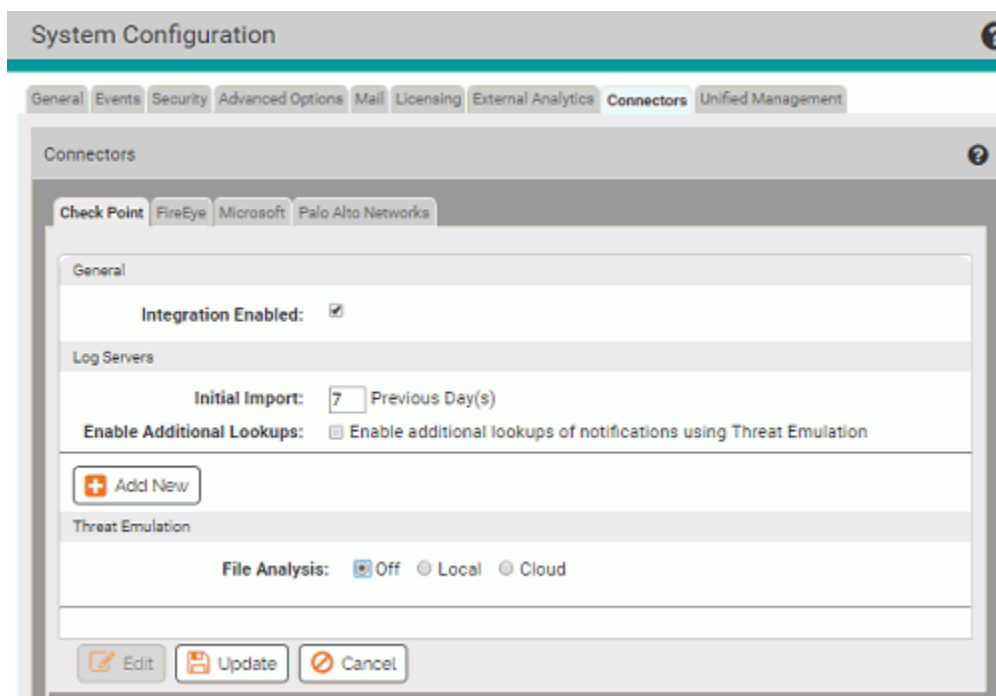 System Configuration
General Events Security Advanced Options Mail Licensing External Analytics Connectors Unified Management
Connectors
Check Point FireEye Microsoft Palo Alto Networks
General
Integration Enabled:
Log Servers
Initial Import: 7 Previous Day(s)
Enable Additional Lookups: Enable additional lookups of notifications using Threat Emulation
Add New
Threat Emulation
File Analysis: Off Local Cloud
Edit Update Cancel